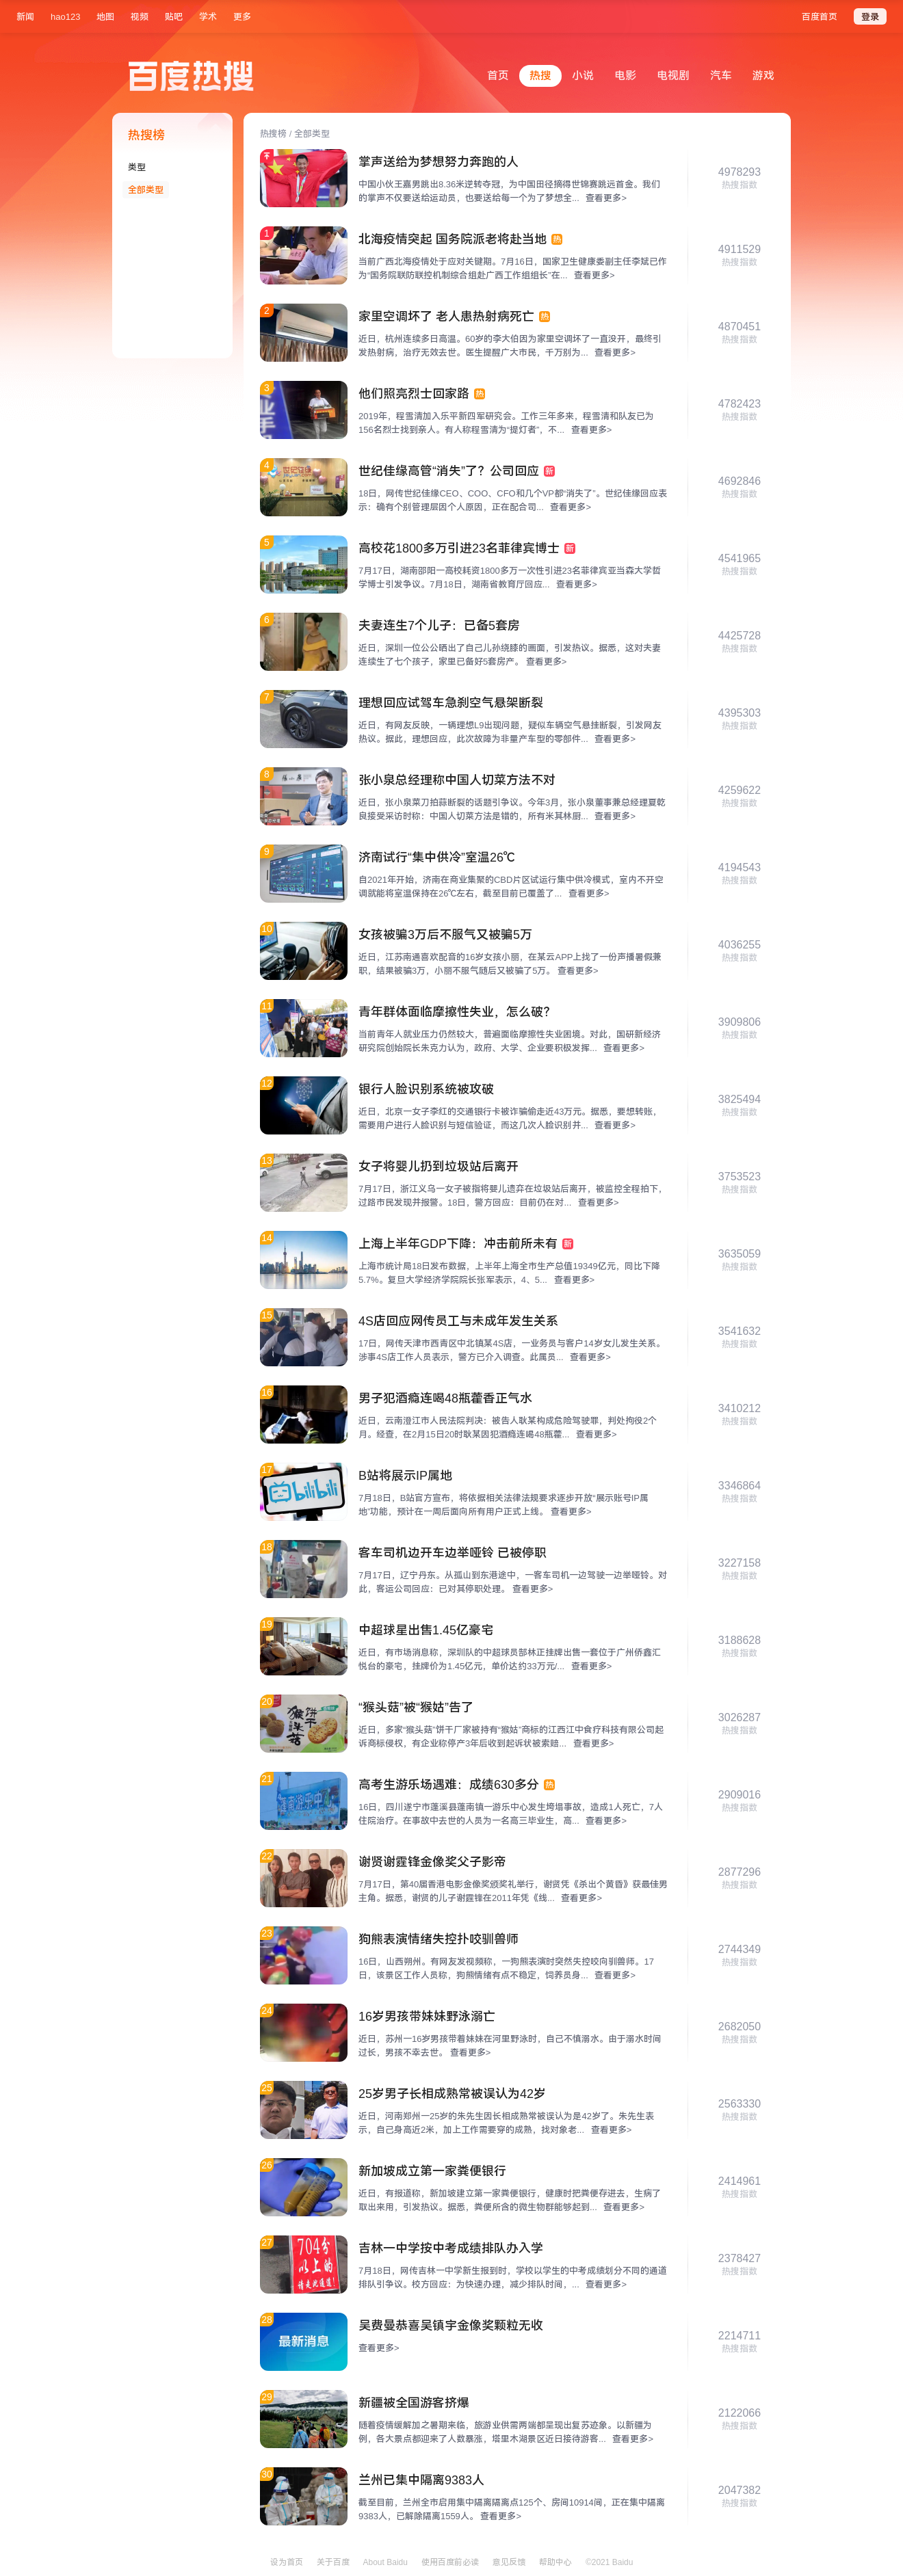 新闻 hao123 地图 视频 贴吧 学术 更多 百度首页 登录
百度热搜
首页 热搜 小说 电影 电视剧 汽车 游戏
热搜榜
类型
全部类型
热搜榜 / 全部类型
掌声送给为梦想努力奔跑的人
中国小伙王嘉男跳出8.36米逆转夺冠，为中国田径摘得世锦赛跳远首金。我们
的掌声不仅要送给运动员，也要送给每一个为了梦想全... 查看更多>
4978293
热搜指数
1
北海疫情突起 国务院派老将赴当地 热
当前广西北海疫情处于应对关键期。7月16日，国家卫生健康委副主任李斌已作
为“国务院联防联控机制综合组赴广西工作组组长”在... 查看更多>
4911529
热搜指数
2
家里空调坏了 老人患热射病死亡 热
近日，杭州连续多日高温。60岁的李大伯因为家里空调坏了一直没开，最终引
发热射病，治疗无效去世。医生提醒广大市民，千万别为... 查看更多>
4870451
热搜指数
3
他们照亮烈士回家路 热
2019年，程雪清加入乐平新四军研究会。工作三年多来，程雪清和队友已为
156名烈士找到亲人。有人称程雪清为“提灯者”，不... 查看更多>
4782423
热搜指数
4
世纪佳缘高管“消失”了？公司回应 新
18日，网传世纪佳缘CEO、COO、CFO和几个VP都“消失了”。世纪佳缘回应表
示：确有个别管理层因个人原因，正在配合司... 查看更多>
4692846
热搜指数
5
高校花1800多万引进23名菲律宾博士 新
7月17日，湖南邵阳一高校耗资1800多万一次性引进23名菲律宾亚当森大学哲
学博士引发争议。7月18日，湖南省教育厅回应... 查看更多>
4541965
热搜指数
6
夫妻连生7个儿子：已备5套房
近日，深圳一位公公晒出了自己儿孙绕膝的画面，引发热议。据悉，这对夫妻
连续生了七个孩子，家里已备好5套房产。 查看更多>
4425728
热搜指数
7
理想回应试驾车急刹空气悬架断裂
近日，有网友反映，一辆理想L9出现问题，疑似车辆空气悬挂断裂，引发网友
热议。据此，理想回应，此次故障为非量产车型的零部件... 查看更多>
4395303
热搜指数
8
张小泉总经理称中国人切菜方法不对
近日，张小泉菜刀拍蒜断裂的话题引争议。今年3月，张小泉董事兼总经理夏乾
良接受采访时称：中国人切菜方法是错的，所有米其林厨... 查看更多>
4259622
热搜指数
9
济南试行“集中供冷”室温26℃
自2021年开始，济南在商业集聚的CBD片区试运行集中供冷模式，室内不开空
调就能将室温保持在26℃左右，截至目前已覆盖了... 查看更多>
4194543
热搜指数
10
女孩被骗3万后不服气又被骗5万
近日，江苏南通喜欢配音的16岁女孩小丽，在某云APP上找了一份声播暑假兼
职，结果被骗3万，小丽不服气随后又被骗了5万。 查看更多>
4036255
热搜指数
11
青年群体面临摩擦性失业，怎么破？
当前青年人就业压力仍然较大，普遍面临摩擦性失业困境。对此，国研新经济
研究院创始院长朱克力认为，政府、大学、企业要积极发挥... 查看更多>
3909806
热搜指数
12
银行人脸识别系统被攻破
近日，北京一女子李红的交通银行卡被诈骗偷走近43万元。据悉，要想转账，
需要用户进行人脸识别与短信验证，而这几次人脸识别并... 查看更多>
3825494
热搜指数
13
女子将婴儿扔到垃圾站后离开
7月17日，浙江义乌一女子被指将婴儿遗弃在垃圾站后离开，被监控全程拍下，
过路市民发现并报警。18日，警方回应：目前仍在对... 查看更多>
3753523
热搜指数
14
上海上半年GDP下降：冲击前所未有 新
上海市统计局18日发布数据，上半年上海全市生产总值19349亿元，同比下降
5.7%。复旦大学经济学院院长张军表示，4、5... 查看更多>
3635059
热搜指数
15
4S店回应网传员工与未成年发生关系
17日，网传天津市西青区中北镇某4S店，一业务员与客户14岁女儿发生关系。
涉事4S店工作人员表示，警方已介入调查。此属员... 查看更多>
3541632
热搜指数
16
男子犯酒瘾连喝48瓶藿香正气水
近日，云南澄江市人民法院判决：被告人耿某构成危险驾驶罪，判处拘役2个
月。经查，在2月15日20时耿某因犯酒瘾连喝48瓶藿... 查看更多>
3410212
热搜指数
17
bilibili
B站将展示IP属地
7月18日，B站官方宣布，将依据相关法律法规要求逐步开放“展示账号IP属
地”功能，预计在一周后面向所有用户正式上线。 查看更多>
3346864
热搜指数
18
客车司机边开车边举哑铃 已被停职
7月17日，辽宁丹东。从孤山到东港途中，一客车司机一边驾驶一边举哑铃。对
此，客运公司回应：已对其停职处理。 查看更多>
3227158
热搜指数
19
中超球星出售1.45亿豪宅
近日，有市场消息称，深圳队的中超球员郜林正挂牌出售一套位于广州侨鑫汇
悦台的豪宅，挂牌价为1.45亿元，单价达约33万元/... 查看更多>
3188628
热搜指数
20
猴头菇 饼干
“猴头菇”被“猴姑”告了
近日，多家“猴头菇”饼干厂家被持有“猴姑”商标的江西江中食疗科技有限公司起
诉商标侵权，有企业称停产3年后收到起诉状被索赔... 查看更多>
3026287
热搜指数
21
高考生游乐场遇难：成绩630多分 热
16日，四川遂宁市蓬溪县蓬南镇一游乐中心发生垮塌事故，造成1人死亡，7人
住院治疗。在事故中去世的人员为一名高三毕业生，高... 查看更多>
2909016
热搜指数
22
谢贤谢霆锋金像奖父子影帝
7月17日，第40届香港电影金像奖颁奖礼举行，谢贤凭《杀出个黄昏》获最佳男
主角。据悉，谢贤的儿子谢霆锋在2011年凭《线... 查看更多>
2877296
热搜指数
23
狗熊表演情绪失控扑咬驯兽师
16日，山西朔州。有网友发视频称，一狗熊表演时突然失控咬向驯兽师。17
日，该景区工作人员称，狗熊情绪有点不稳定，饲养员身... 查看更多>
2744349
热搜指数
24
16岁男孩带妹妹野泳溺亡
近日，苏州一16岁男孩带着妹妹在河里野泳时，自己不慎溺水。由于溺水时间
过长，男孩不幸去世。 查看更多>
2682050
热搜指数
25
25岁男子长相成熟常被误认为42岁
近日，河南郑州一25岁的朱先生因长相成熟常被误认为是42岁了。朱先生表
示，自己身高近2米，加上工作需要穿的成熟，找对象老... 查看更多>
2563330
热搜指数
26
新加坡成立第一家粪便银行
近日，有报道称，新加坡建立第一家粪便银行，健康时把粪便存进去，生病了
取出来用，引发热议。据悉，粪便所含的微生物群能够起到... 查看更多>
2414961
热搜指数
27
704分
以上的
请走此通道
吉林一中学按中考成绩排队办入学
7月18日，网传吉林一中学新生报到时，学校以学生的中考成绩划分不同的通道
排队引争议。校方回应：为快速办理，减少排队时间，... 查看更多>
2378427
热搜指数
28
最新消息
吴费曼恭喜吴镇宇金像奖颗粒无收
查看更多>
2214711
热搜指数
29
新疆被全国游客挤爆
随着疫情缓解加之暑期来临，旅游业供需两端都呈现出复苏迹象。以新疆为
例，各大景点都迎来了人数暴涨，塔里木湖景区近日接待游客... 查看更多>
2122066
热搜指数
30
兰州已集中隔离9383人
截至目前，兰州全市启用集中隔离隔离点125个、房间10914间，正在集中隔离
9383人，已解除隔离1559人。 查看更多>
2047382
热搜指数
设为首页 关于百度 About Baidu 使用百度前必读 意见反馈 帮助中心 ©2021 Baidu